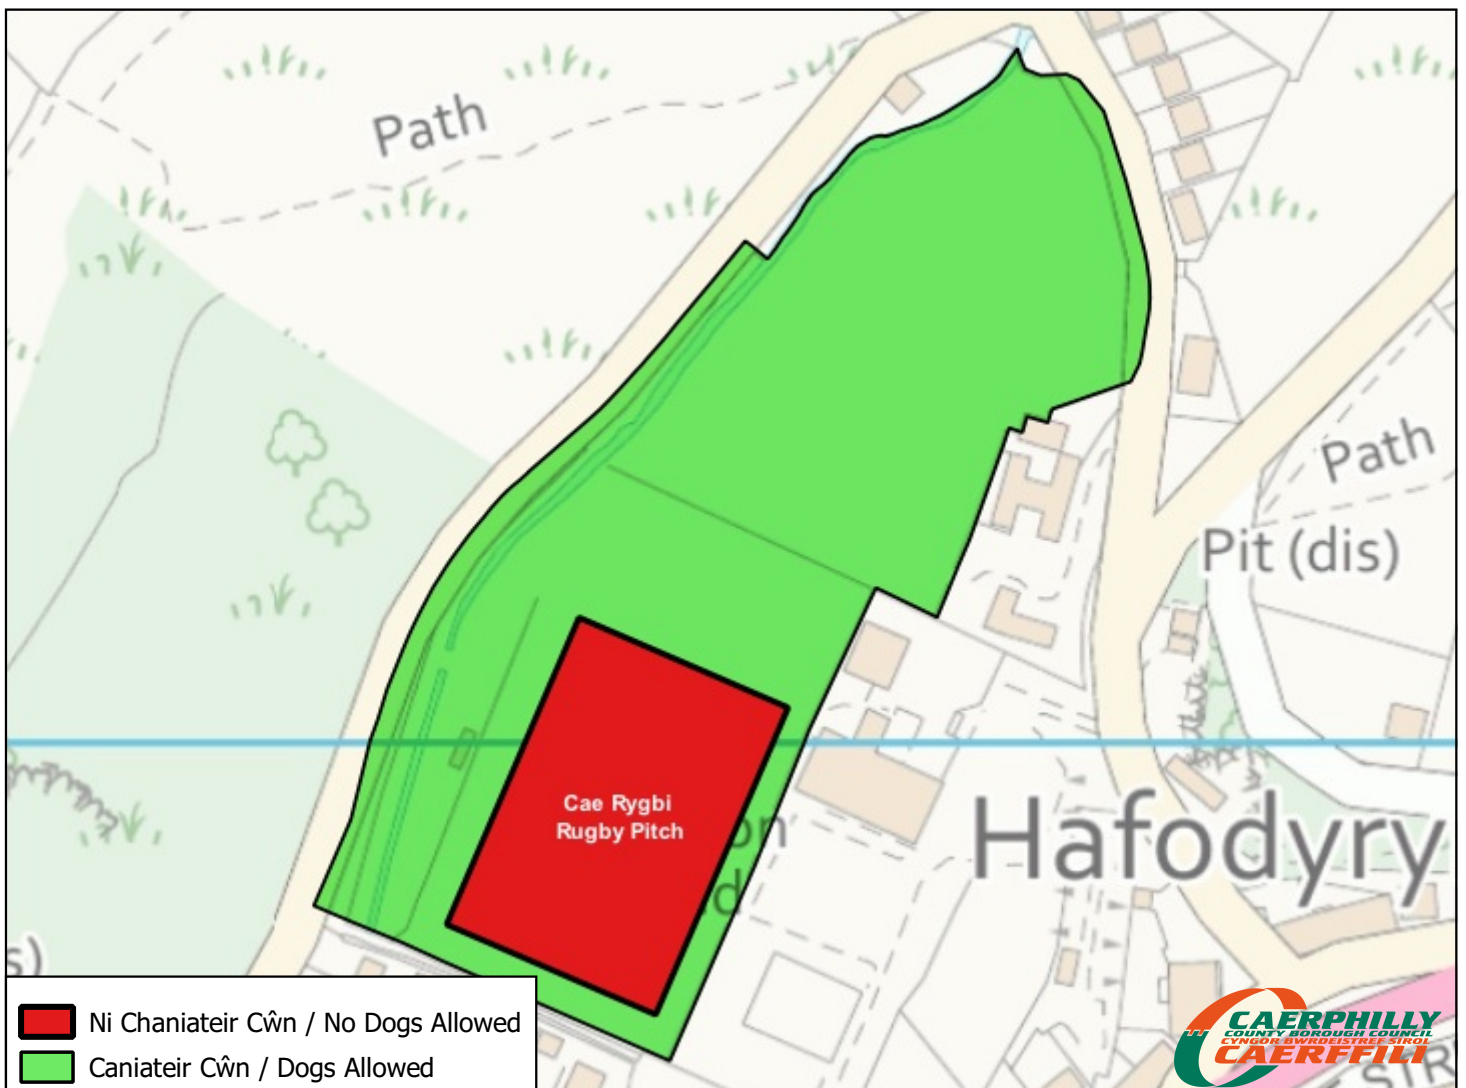 Path
Path
Pit (dis)
Cae Rygbi
Rugby Pitch
Hafodyry
s)
Ni Chaniateir Cŵn / No Dogs Allowed
Caniateir Cŵn / Dogs Allowed
CAERPHILLY
COUNTY BOROUGH COUNCIL
CYNGOR BWRDEISTREF SIROL
CAERFFILI
STR